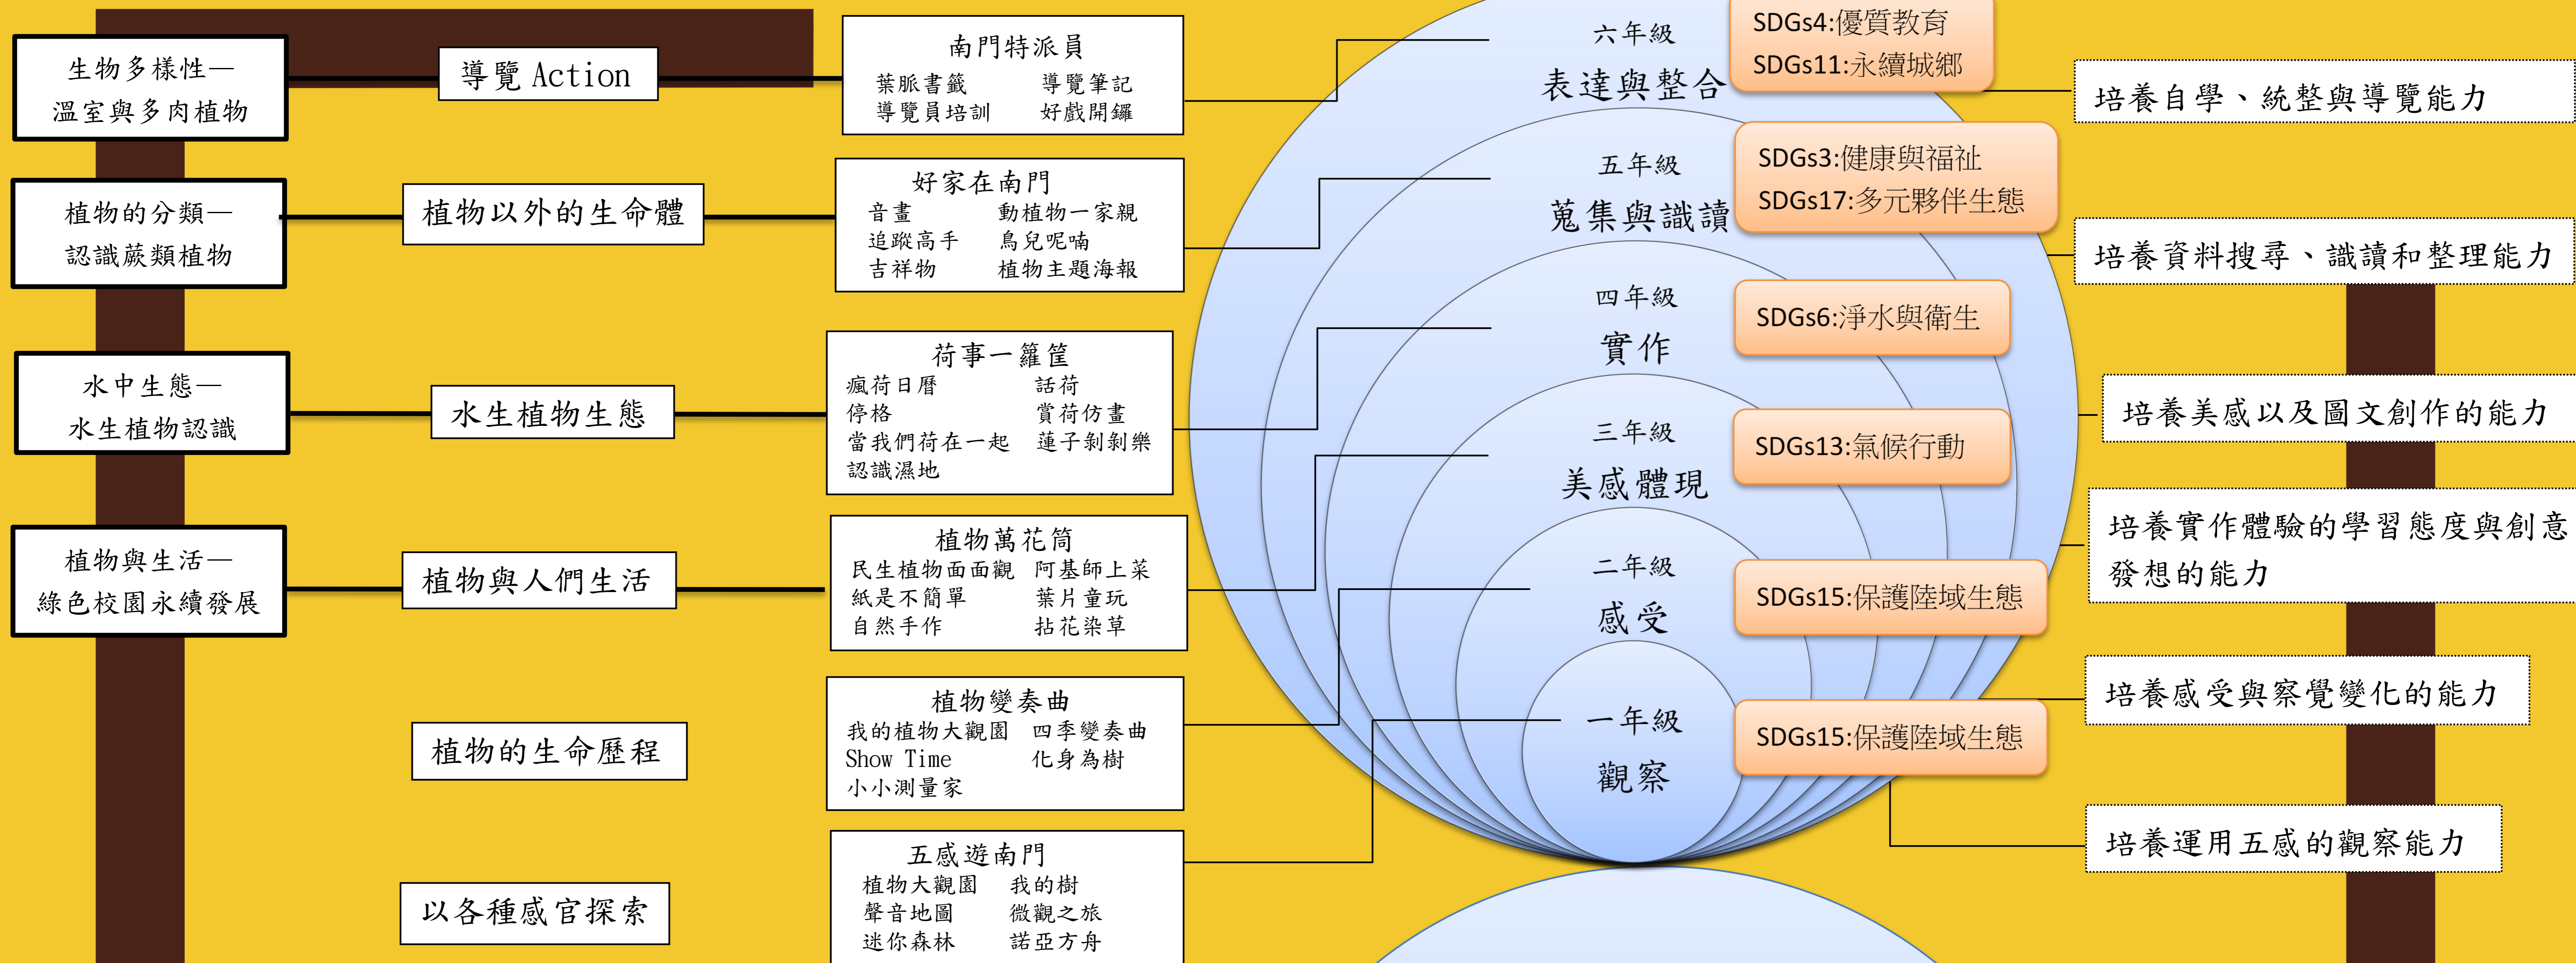 生物多樣性—
溫室與多肉植物
植物的分類—
認識蕨類植物
水中生態—
水生植物認識
植物與生活—
綠色校園永續發展
導覽 Action
植物以外的生命體
水生植物生態
植物與人們生活
植物的生命歷程
以各種感官探索
南門特派員
葉脈書籤 導覽筆記
導覽員培訓 好戲開鑼
好家在南門
音畫 動植物一家親
追蹤高手 鳥兒呢喃
吉祥物 植物主題海報
荷事一籮筐
瘋荷日曆 話荷
停格 賞荷仿畫
當我們荷在一起 蓮子剝剝樂
認識濕地
植物萬花筒
民生植物面面觀 阿基師上菜
紙是不簡單 葉片童玩
自然手作 拈花染草
植物變奏曲
我的植物大觀園 四季變奏曲
Show Time 化身為樹
小小測量家
五感遊南門
植物大觀園 我的樹
聲音地圖 微觀之旅
迷你森林 諾亞方舟
六年級
表達與整合
五年級
蒐集與識讀
四年級
實作
三年級
美感體現
二年級
感受
一年級
觀察
SDGs4:優質教育
SDGs11:永續城鄉
SDGs3:健康與福祉
SDGs17:多元夥伴生態
SDGs6:淨水與衛生
SDGs13:氣候行動
SDGs15:保護陸域生態
SDGs15:保護陸域生態
培養自學、統整與導覽能力
培養資料搜尋、識讀和整理能力
培養美感以及圖文創作的能力
培養實作體驗的學習態度與創意
發想的能力
培養感受與察覺變化的能力
培養運用五感的觀察能力